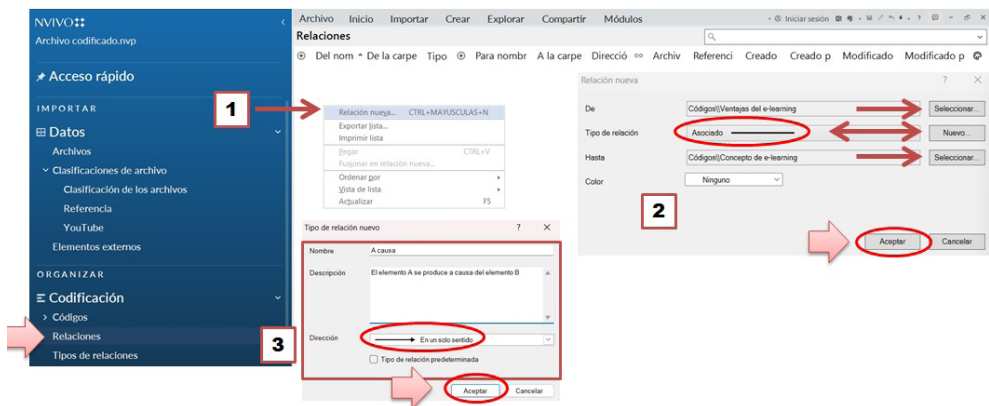 NVIVO
Archivo codificado.nvp
Acceso rápido
IMPORTAR
Datos
Archivos
Clasificaciones de archivo
Clasificación de los archivos
Referencia
YouTube
Elementos externos
ORGANIZAR
Codificación
Códigos
Relaciones
Tipos de relaciones
Archivo Inicio Importar Crear Explorar Compartir Módulos Iniciar sesión
Relaciones
Del nom De la carpe Tipo Para nombr A la carpe Direcció Archiv Referenci Creado Creado p Modificado Modificado p
1
Relación nueva... CTRL+MAYUSCULAS+N
Exportar lista...
Imprimir lista
Pegar CTRL+V
Fusionar en relación nueva...
Ordenar por
Vista de lista
Actualizar F5
Relación nueva ? ×
De Códigos\\Ventajas del e-learning Seleccionar...
Tipo de relación Asociado Nuevo...
Hasta Códigos\\Concepto de e-learning Seleccionar...
Color Ninguno
2
Aceptar Cancelar
3
Tipo de relación nuevo ? ×
Nombre A causa
Descripción El elemento A se produce a causa del elemento B
Dirección En un solo sentido
Tipo de relación predeterminada
Aceptar Cancelar